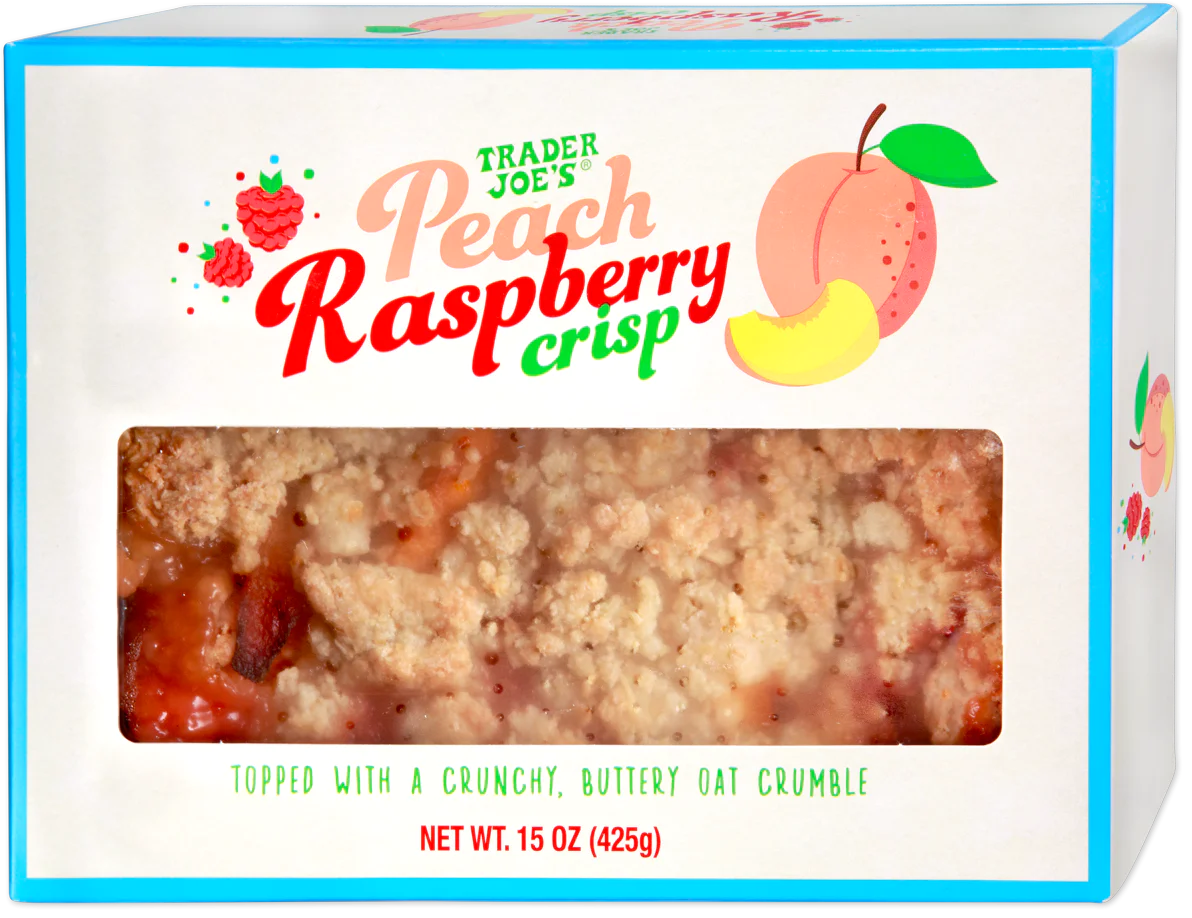 TRADER
JOE'S®
Peach
Raspberry
crisp
TOPPED WITH A CRUNCHY, BUTTERY OAT CRUMBLE
NET WT. 15 OZ (425g)